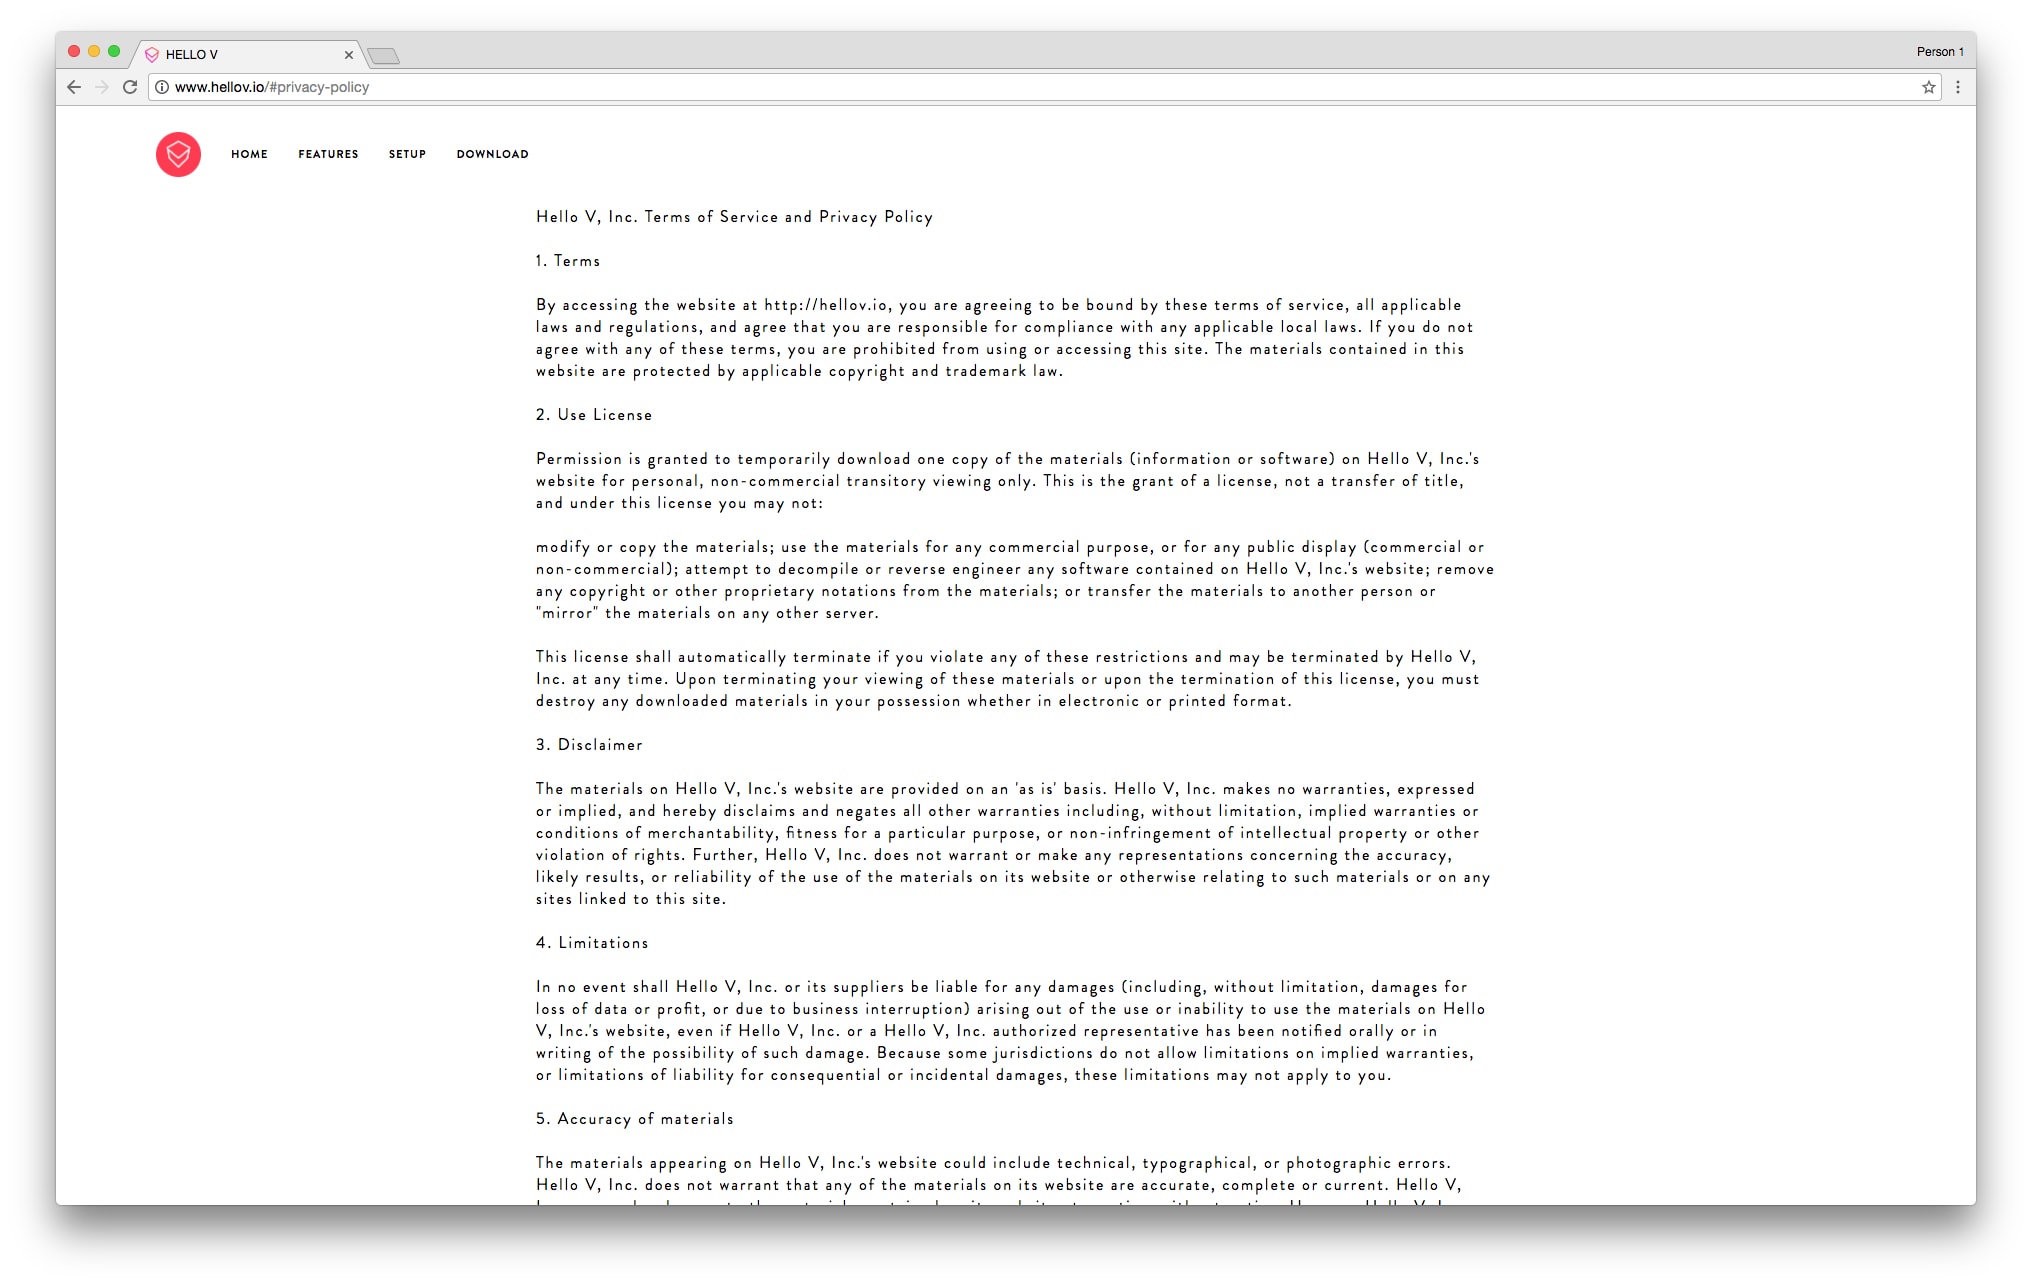 HELLO V
Person 1
www.hellov.io/#privacy-policy
HOME FEATURES SETUP DOWNLOAD
Hello V, Inc. Terms of Service and Privacy Policy
1. Terms
By accessing the website at http://hellov.io, you are agreeing to be bound by these terms of service, all applicable
laws and regulations, and agree that you are responsible for compliance with any applicable local laws. If you do not
agree with any of these terms, you are prohibited from using or accessing this site. The materials contained in this
website are protected by applicable copyright and trademark law.
2. Use License
Permission is granted to temporarily download one copy of the materials (information or software) on Hello V, Inc.'s
website for personal, non-commercial transitory viewing only. This is the grant of a license, not a transfer of title,
and under this license you may not:
modify or copy the materials; use the materials for any commercial purpose, or for any public display (commercial or
non-commercial); attempt to decompile or reverse engineer any software contained on Hello V, Inc.'s website; remove
any copyright or other proprietary notations from the materials; or transfer the materials to another person or
"mirror" the materials on any other server.
This license shall automatically terminate if you violate any of these restrictions and may be terminated by Hello V,
Inc. at any time. Upon terminating your viewing of these materials or upon the termination of this license, you must
destroy any downloaded materials in your possession whether in electronic or printed format.
3. Disclaimer
The materials on Hello V, Inc.'s website are provided on an 'as is' basis. Hello V, Inc. makes no warranties, expressed
or implied, and hereby disclaims and negates all other warranties including, without limitation, implied warranties or
conditions of merchantability, fitness for a particular purpose, or non-infringement of intellectual property or other
violation of rights. Further, Hello V, Inc. does not warrant or make any representations concerning the accuracy,
likely results, or reliability of the use of the materials on its website or otherwise relating to such materials or on any
sites linked to this site.
4. Limitations
In no event shall Hello V, Inc. or its suppliers be liable for any damages (including, without limitation, damages for
loss of data or profit, or due to business interruption) arising out of the use or inability to use the materials on Hello
V, Inc.'s website, even if Hello V, Inc. or a Hello V, Inc. authorized representative has been notified orally or in
writing of the possibility of such damage. Because some jurisdictions do not allow limitations on implied warranties,
or limitations of liability for consequential or incidental damages, these limitations may not apply to you.
5. Accuracy of materials
The materials appearing on Hello V, Inc.'s website could include technical, typographical, or photographic errors.
Hello V, Inc. does not warrant that any of the materials on its website are accurate, complete or current. Hello V,